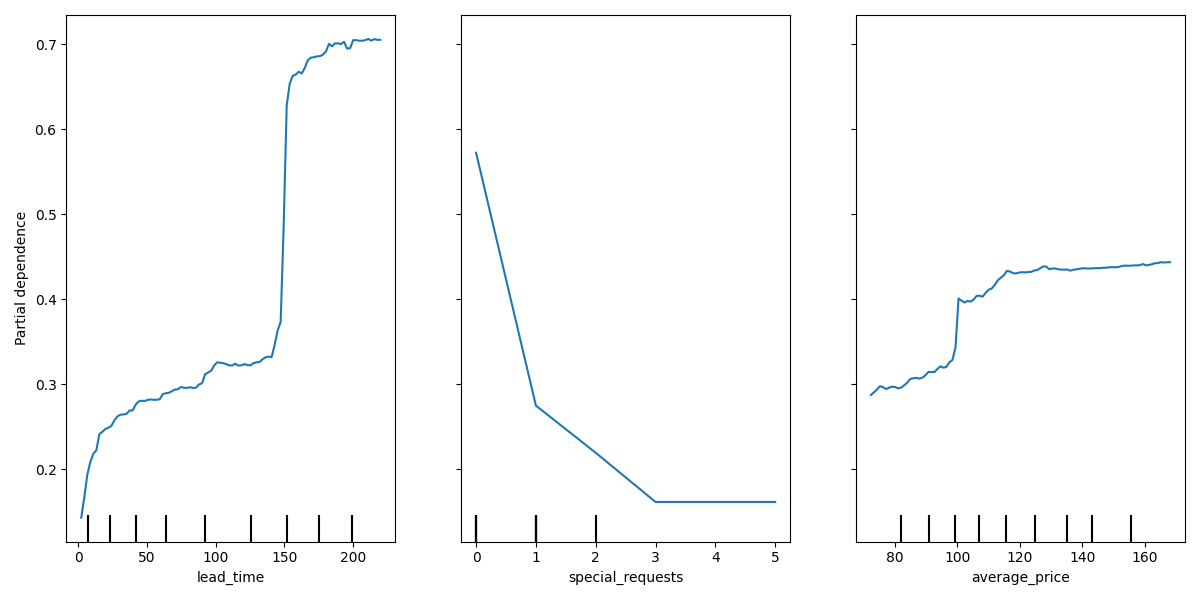 Partial dependence
0.7
0.6
0.5
0.4
0.3
0.2
0 50 100 150 200
lead_time
0 1 2 3 4 5
special_requests
80 100 120 140 160
average_price